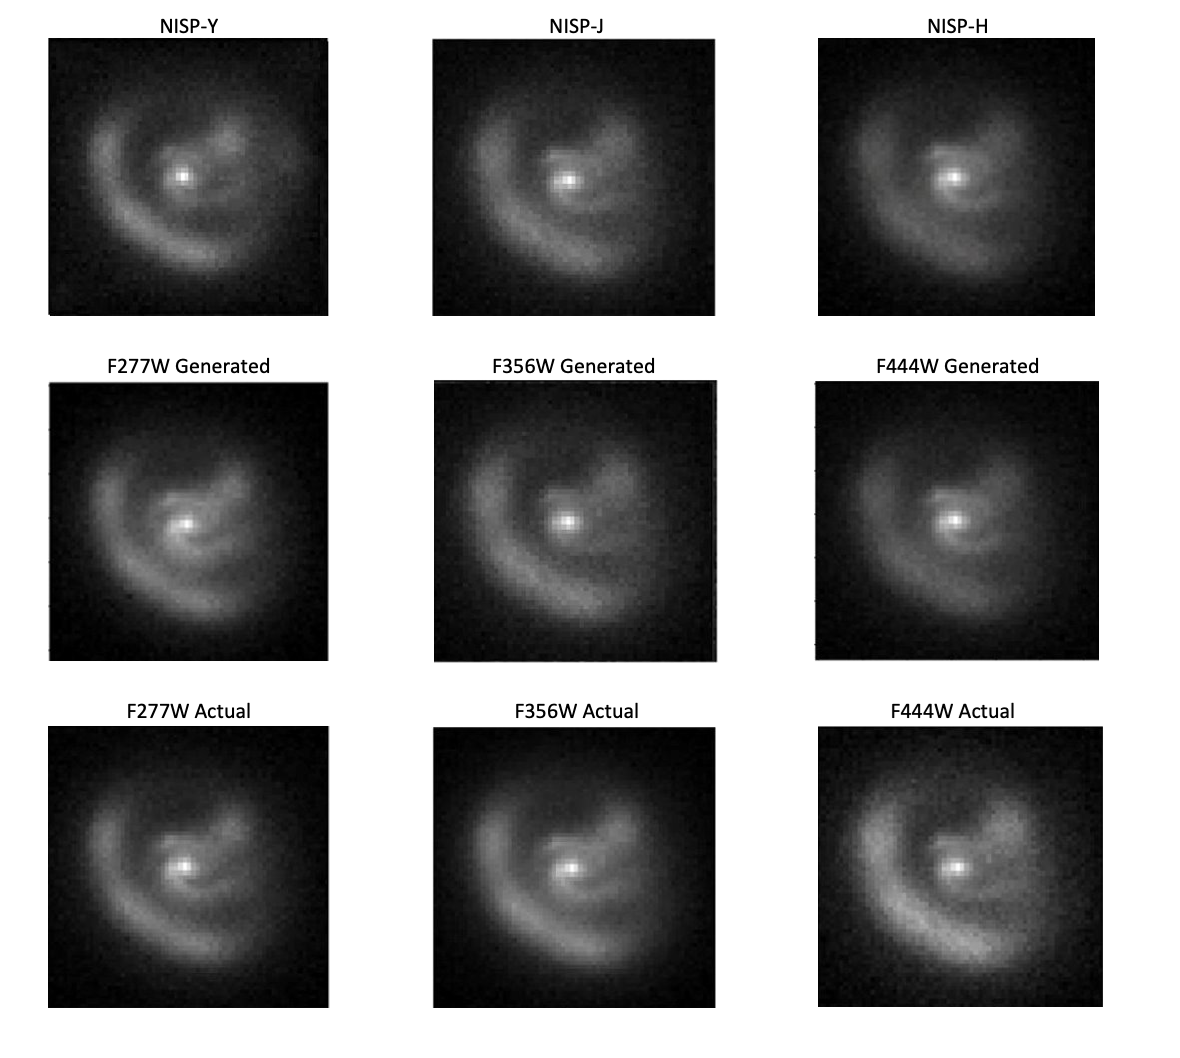 NISP-Y NISP-J NISP-H
F277W Generated F356W Generated F444W Generated
F277W Actual F356W Actual F444W Actual